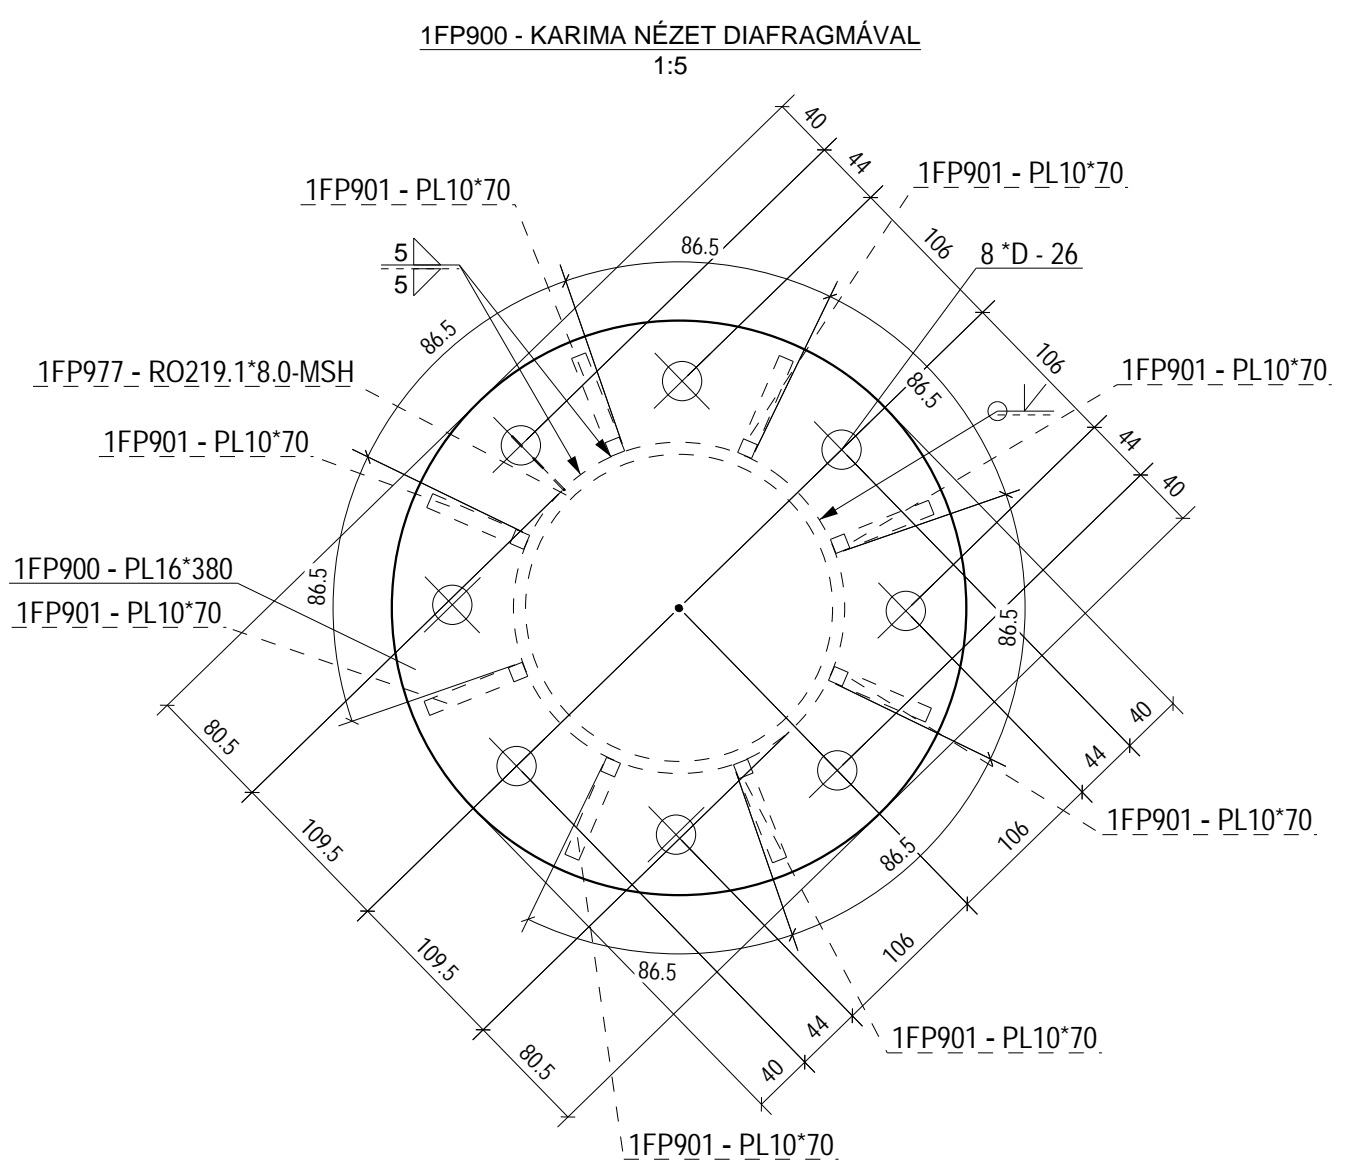 1FP900 - KARIMA NÉZET DIAFRAGMÁVAL
1:5
40
44
1FP901 - PL10*70
1FP901 - PL10*70
106
86.5
8 *D - 26
5
5
86.5
106
1FP977 - RO219.1*8.0-MSH
86.5
1FP901 - PL10*70
1FP901 - PL10*70
44
40
1FP900 - PL16*380
86.5
1FP901 - PL10*70
86.5
80.5
40
44
1FP901 - PL10*70
109.5
106
86.5
109.5
106
86.5
44
1FP901 - PL10*70
80.5
40
1FP901 - PL10*70